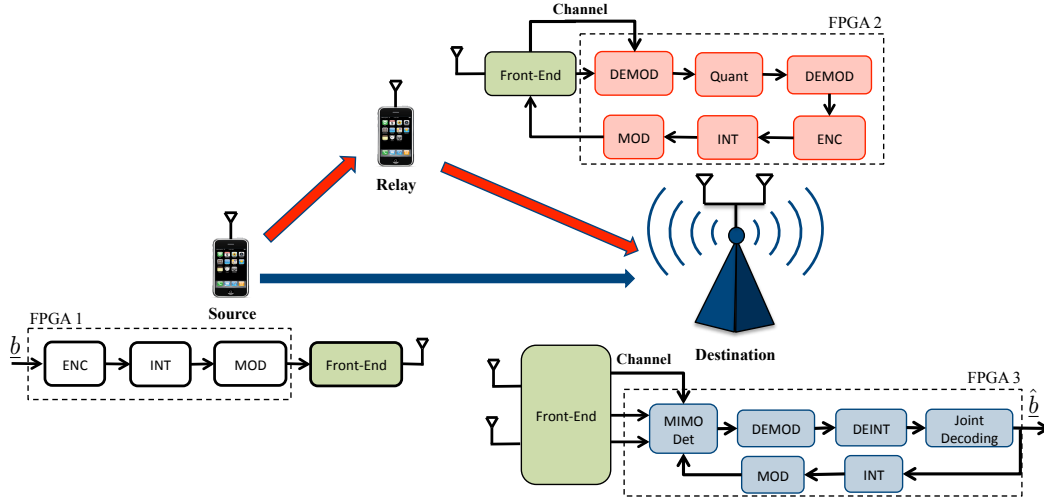 Channel
FPGA 2
Front-End
DEMOD
Quant
DEMOD
MOD
INT
ENC
Relay
Source
Destination
FPGA 1
b
ENC
INT
MOD
Front-End
Channel
FPGA 3
Front-End
MIMO
Det
DEMOD
DEINT
Joint
Decoding
b̂
MOD
INT